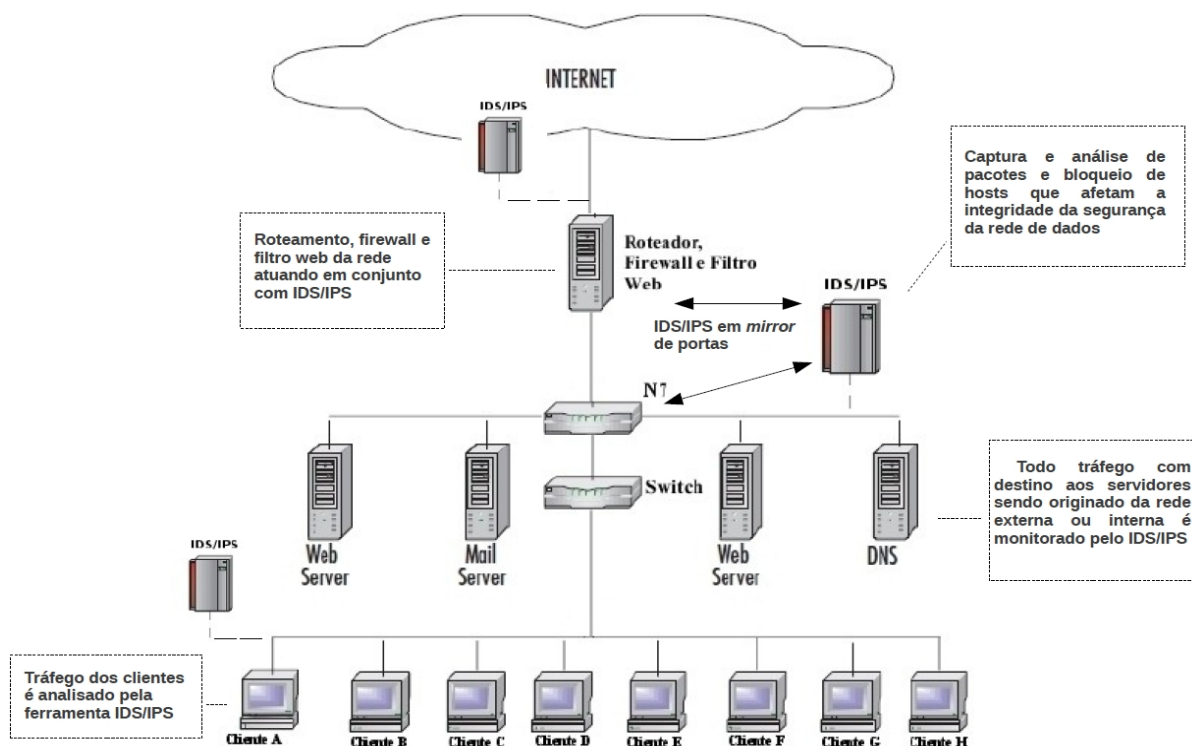 INTERNET
IDS/IPS
Captura e análise de
pacotes e bloqueio de
hosts que afetam a
integridade da segurança
da rede de dados
Roteamento, firewall e
filtro web da rede
atuando em conjunto
com IDS/IPS
Roteador,
Firewall e Filtro
Web
IDS/IPS
IDS/IPS em mirror
de portas
N7
Switch
Todo tráfego com
destino aos servidores
sendo originado da rede
externa ou interna é
monitorado pelo IDS/IPS
Web
Server
Mail
Server
Web
Server
DNS
IDS/IPS
Tráfego dos clientes
é analisado pela
ferramenta IDS/IPS
Cliente A
Cliente B
Cliente C
Cliente D
Cliente E
Cliente F
Cliente G
Cliente H